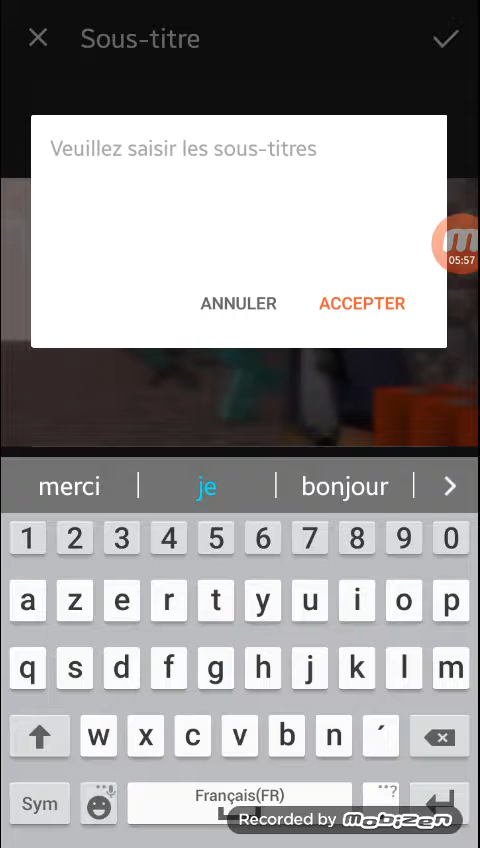 Sous-titre
Veuillez saisir les sous-titres
05:57
ANNULER ACCEPTER
merci je bonjour
1 2 3 4 5 6 7 8 9 0
a z e r t y u i o p
q s d f g h j k l m
w x c v b n ´
Sym Français(FR) ...?
Recorded by mobizen